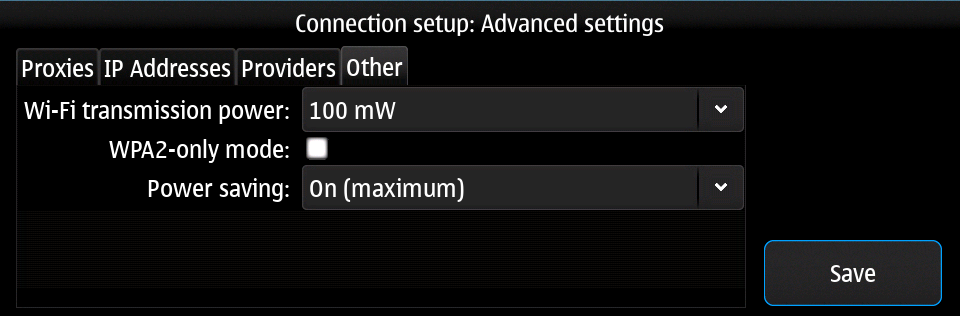 Connection setup: Advanced settings
Proxies IP Addresses Providers Other
Wi-Fi transmission power: 100 mW
WPA2-only mode:
Power saving: On (maximum)
Save